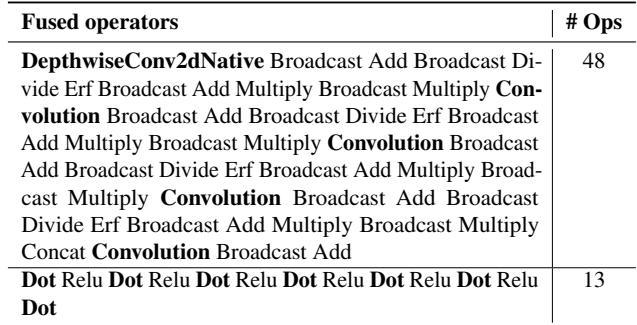 Fused operators # Ops
DepthwiseConv2dNative Broadcast Add Broadcast Di- 48
vide Erf Broadcast Add Multiply Broadcast Multiply Con-
volution Broadcast Add Broadcast Divide Erf Broadcast
Add Multiply Broadcast Multiply Convolution Broadcast
Add Broadcast Divide Erf Broadcast Add Multiply Broad-
cast Multiply Convolution Broadcast Add Broadcast
Divide Erf Broadcast Add Multiply Broadcast Multiply
Concat Convolution Broadcast Add
Dot Relu Dot Relu Dot Relu Dot Relu Dot Relu Dot Relu 13
Dot